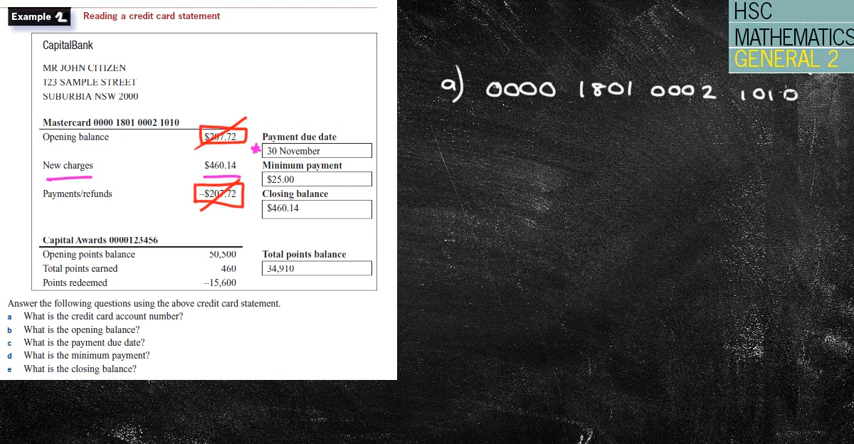 Example 2 Reading a credit card statement
CapitalBank
MR JOHN CITIZEN
123 SAMPLE STREET
SUBURBIA NSW 2000
Mastercard 0000 1801 0002 1010
Opening balance $207.72 Payment due date
30 November
New charges $460.14 Minimum payment
$25.00
Payments/refunds –$207.72 Closing balance
$460.14
Capital Awards 0000123456
Opening points balance 50,500 Total points balance
Total points earned 460 34,910
Points redeemed –15,600
Answer the following questions using the above credit card statement.
a What is the credit card account number?
b What is the opening balance?
c What is the payment due date?
d What is the minimum payment?
e What is the closing balance?
a) 0000 1801 0002 1010
HSC
MATHEMATICS
GENERAL 2